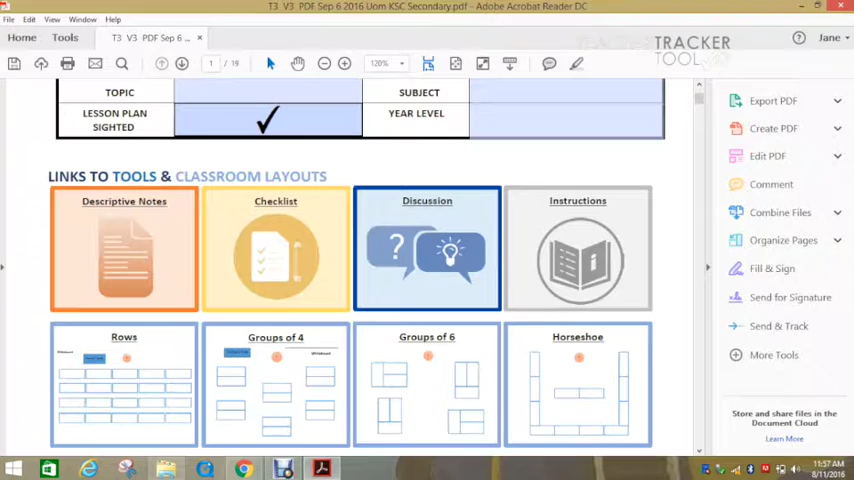 T3 V3 PDF Sep 6 2016 Uom KSC Secondary.pdf - Adobe Acrobat Reader DC
File Edit View Window Help
Home Tools T3 V3 PDF Sep 6 ... × ? Jane
TRACKER
TOOL
1 / 19 120%
TOPIC SUBJECT
LESSON PLAN SIGHTED YEAR LEVEL
LINKS TO TOOLS & CLASSROOM LAYOUTS
Descriptive Notes Checklist Discussion Instructions
? i
Rows Groups of 4 Groups of 6 Horseshoe
Export PDF
Create PDF
Edit PDF
Comment
Combine Files
Organize Pages
Fill & Sign
Send for Signature
Send & Track
More Tools
Store and share files in the
Document Cloud
Learn More
11:57 AM
8/11/2016